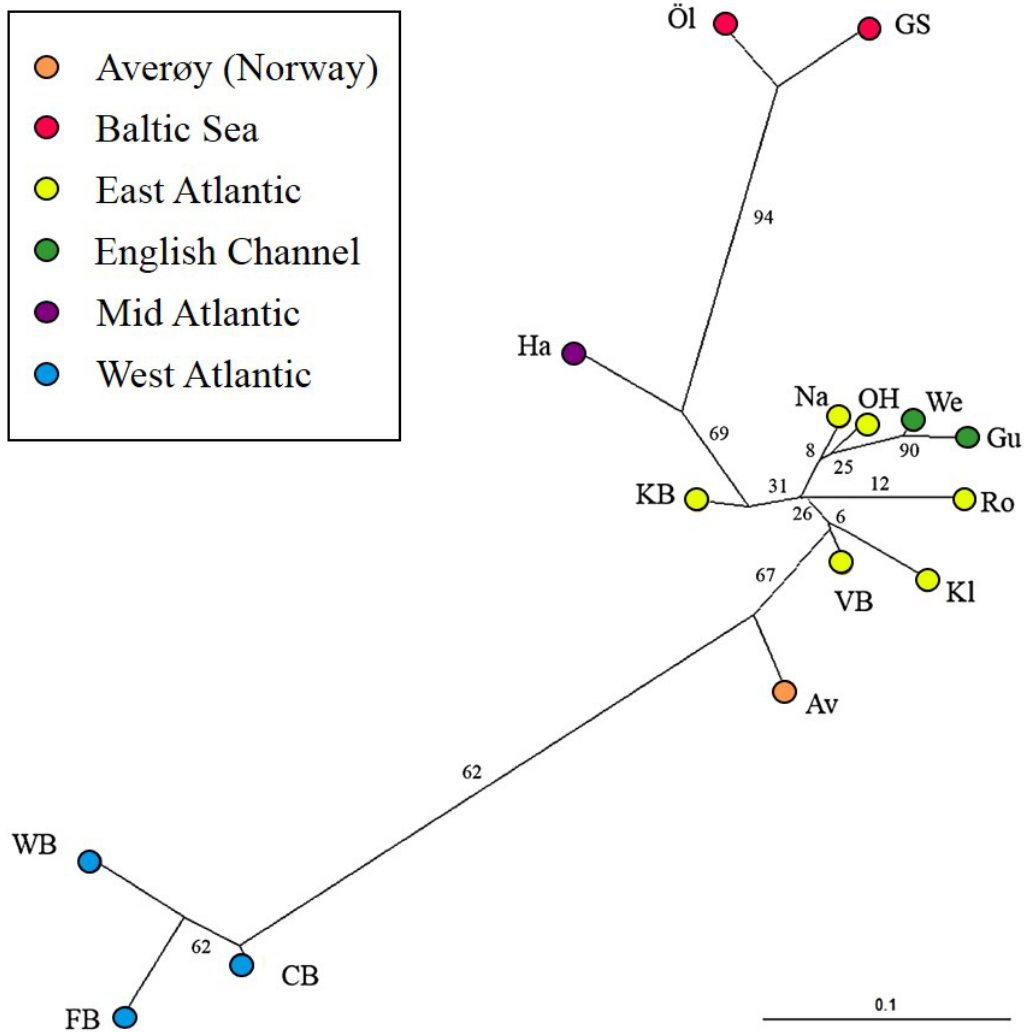 Averøy (Norway)
Baltic Sea
East Atlantic
English Channel
Mid Atlantic
West Atlantic
Öl
GS
94
Ha
69
Na
OH
We
8
25
90
Gu
KB
31
12
Ro
26
6
67
VB
Kl
Av
62
WB
62
CB
FB
0.1